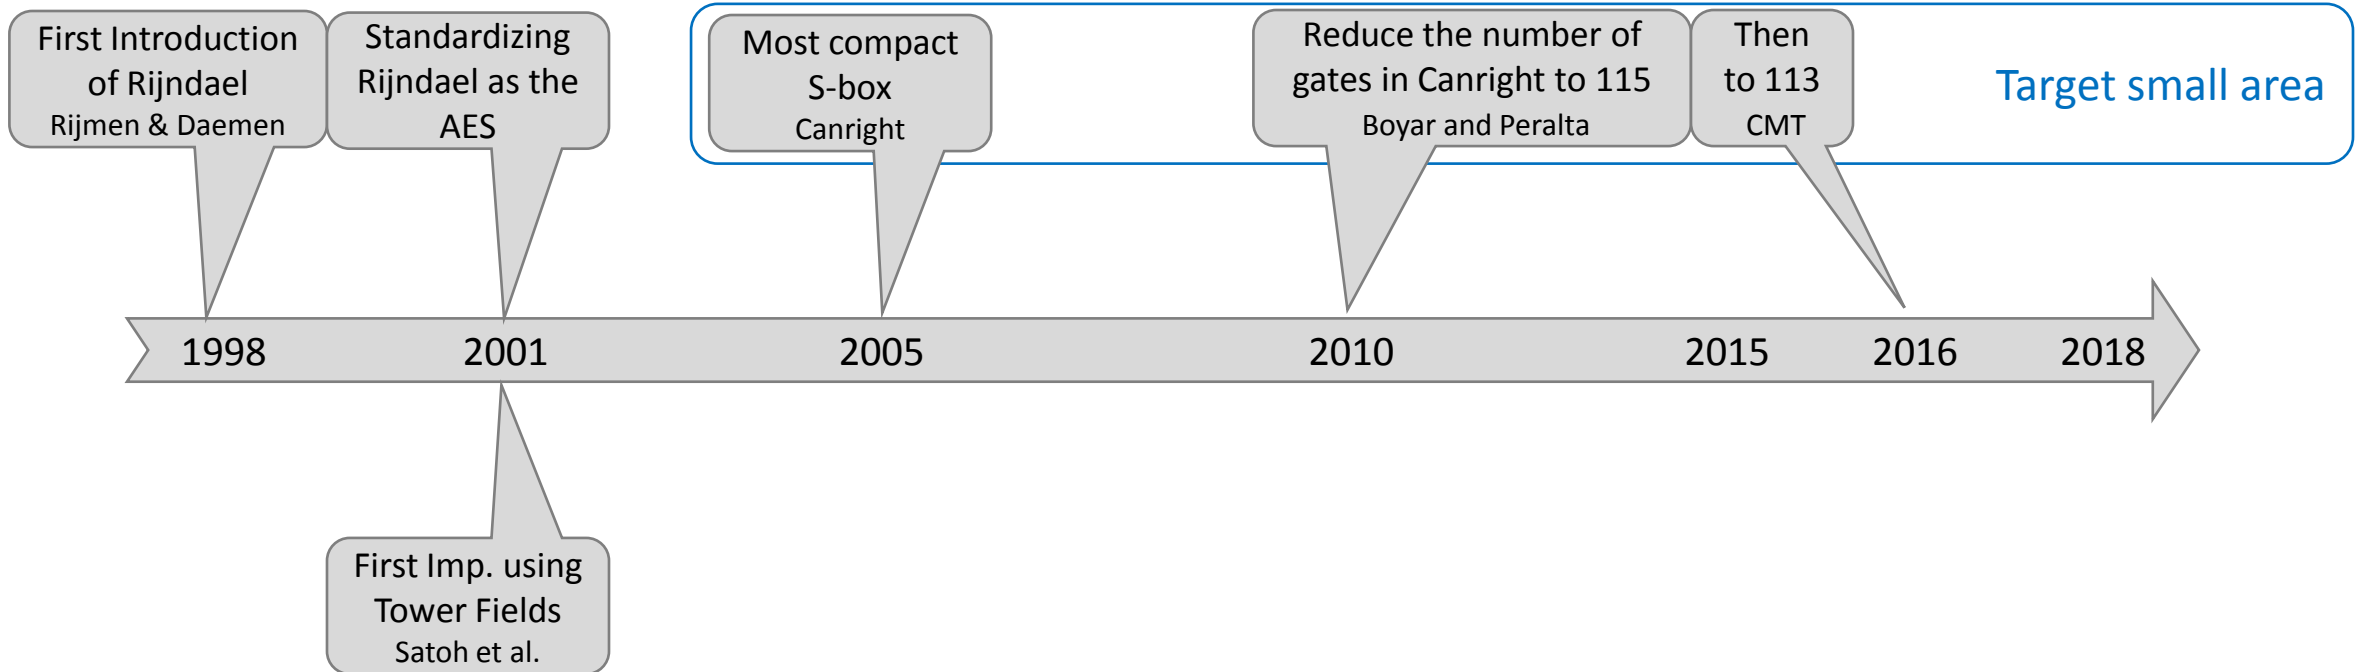 First Introduction
of Rijndael
Rijmen & Daemen
Standardizing
Rijndael as the
AES
Most compact
S-box
Canright
Reduce the number of
gates in Canright to 115
Boyar and Peralta
Then
to 113
CMT
Target small area
1998
2001
2005
2010
2015
2016
2018
First Imp. using
Tower Fields
Satoh et al.